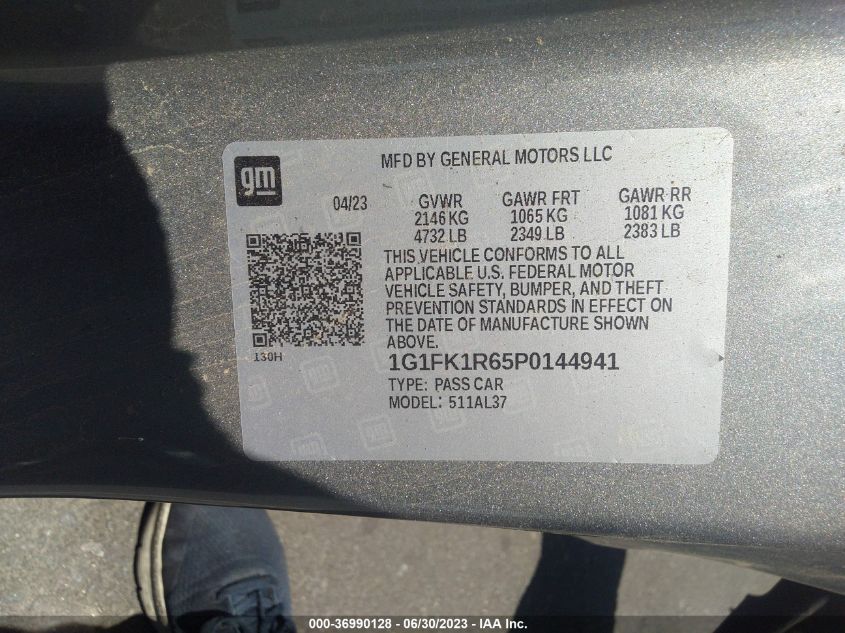 MFD BY GENERAL MOTORS LLC
gm
04/23 GVWR GAWR FRT GAWR RR
2146 KG 1065 KG 1081 KG
4732 LB 2349 LB 2383 LB
THIS VEHICLE CONFORMS TO ALL
APPLICABLE U.S. FEDERAL MOTOR
VEHICLE SAFETY, BUMPER, AND THEFT
PREVENTION STANDARDS IN EFFECT ON
THE DATE OF MANUFACTURE SHOWN
ABOVE.
130H
1G1FK1R65P0144941
TYPE: PASS CAR
MODEL: 511AL37
000-36990128 - 06/30/2023 - IAA Inc.